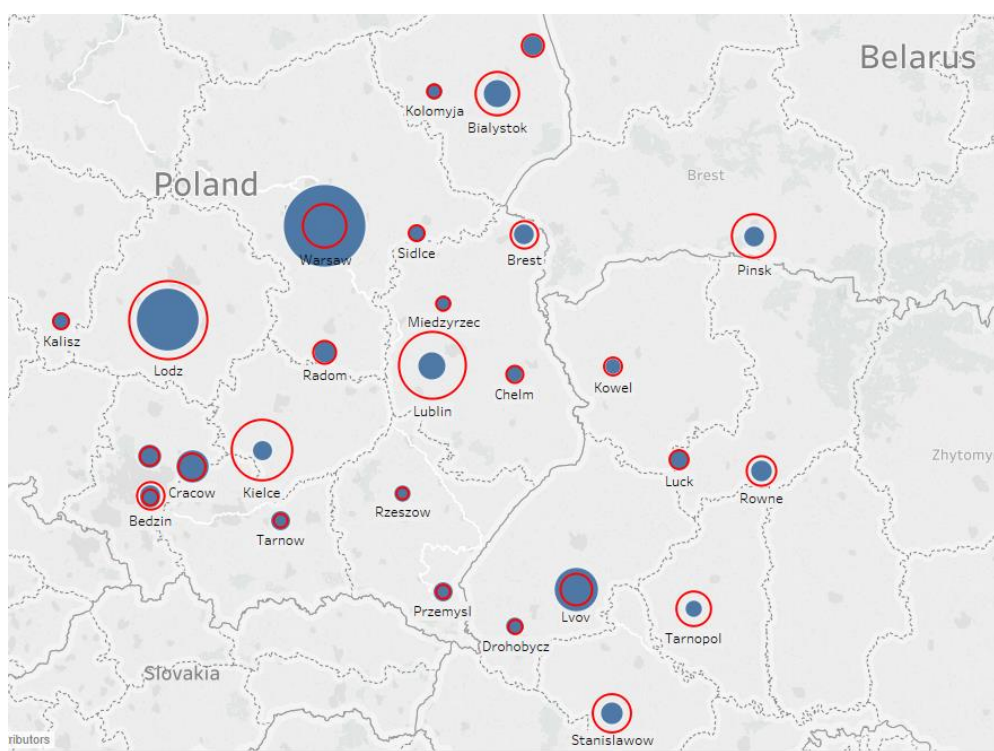 Belarus
Kolomyja
Bialystok
Poland
Brest
Warsaw
Sidlce
Brest
Pinsk
Miedzyrzec
Kalisz
Lodz
Radom
Lublin
Chelm
Kowel
Zhytomy
Cracow
Kielce
Luck
Rowne
Bedzin
Rzeszow
Tarnow
Przemysl
Lvov
Drohobycz
Tarnopol
Slovakia
Stanislawow
ributors